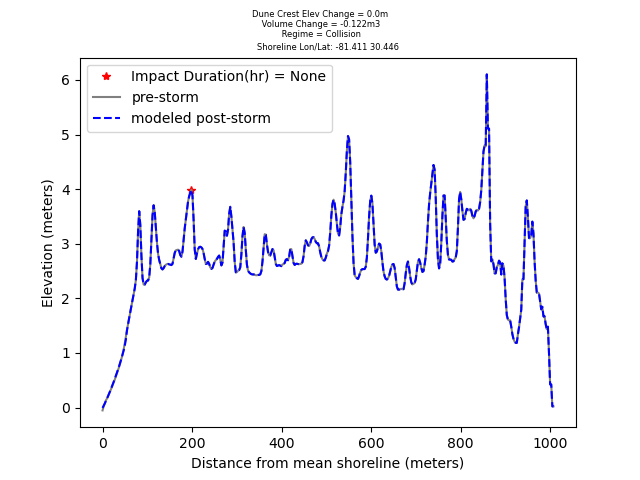 Dune Crest Elev Change = 0.0m
Volume Change = -0.122m3
Regime = Collision
Shoreline Lon/Lat: -81.411 30.446
Impact Duration(hr) = None
pre-storm
modeled post-storm
6
5
4
3
2
1
0
Elevation (meters)
0 200 400 600 800 1000
Distance from mean shoreline (meters)